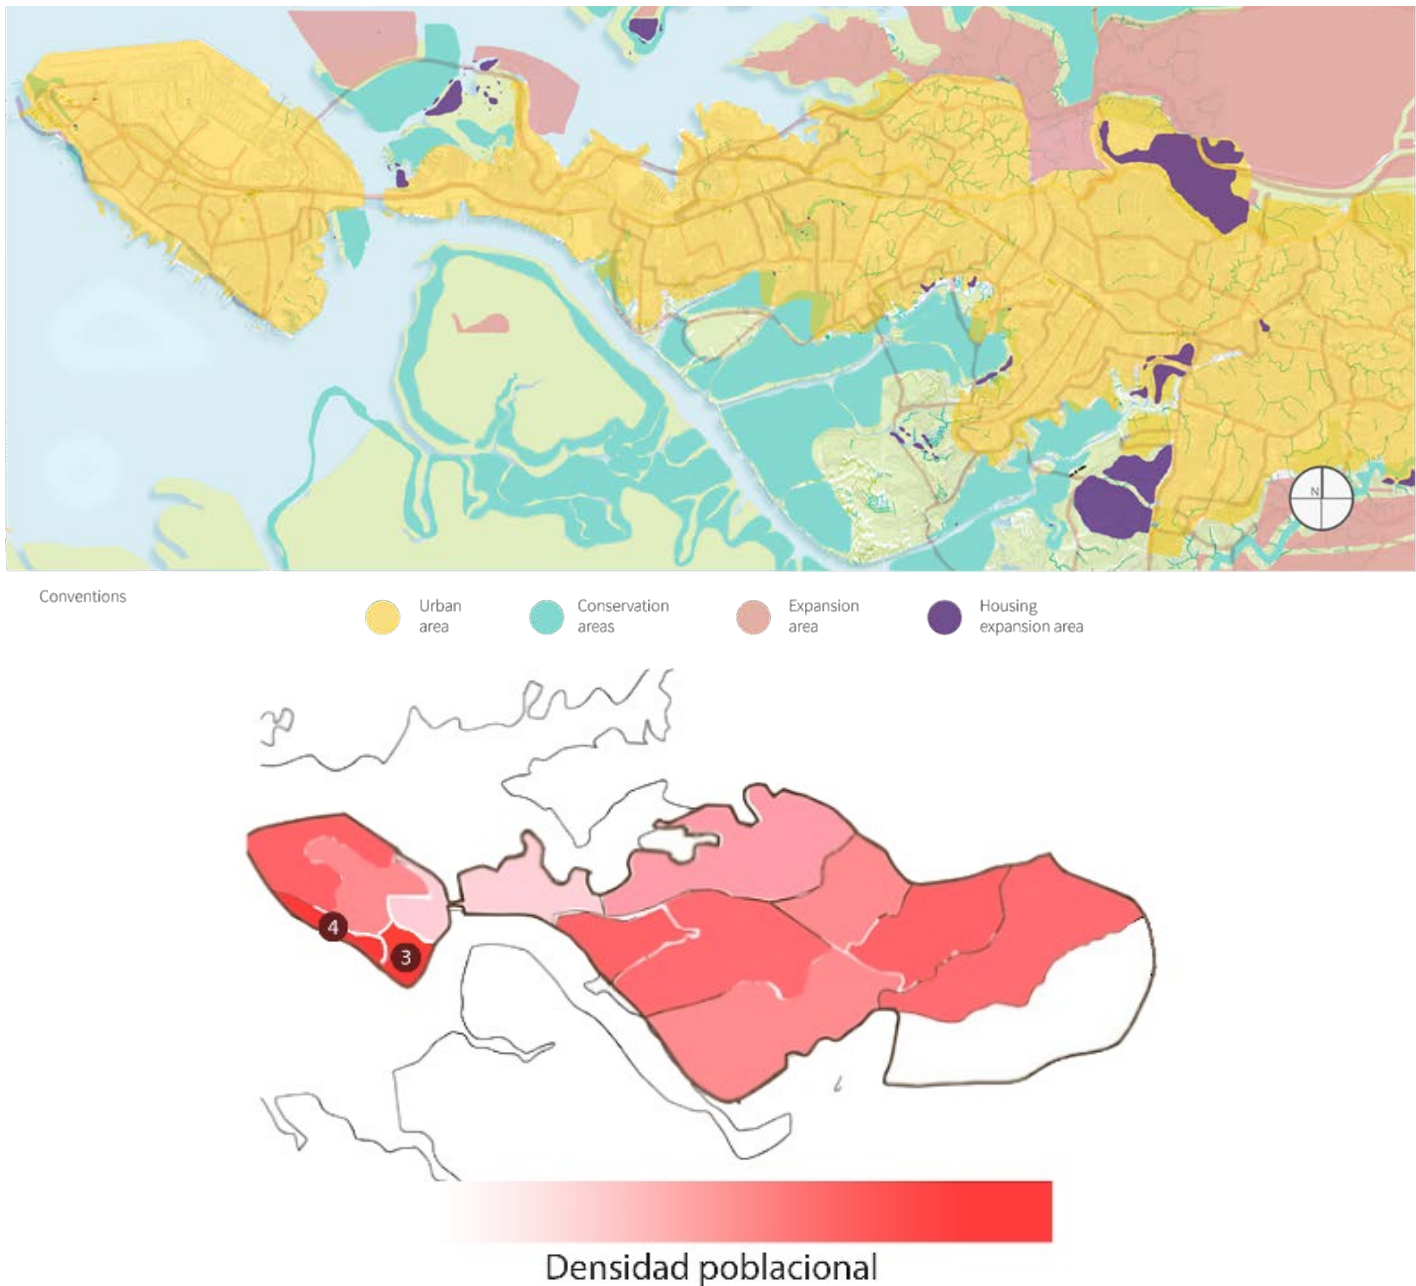 N
Conventions
Urban
area
Conservation
areas
Expansion
area
Housing
expansion area
4
3
Densidad poblacional